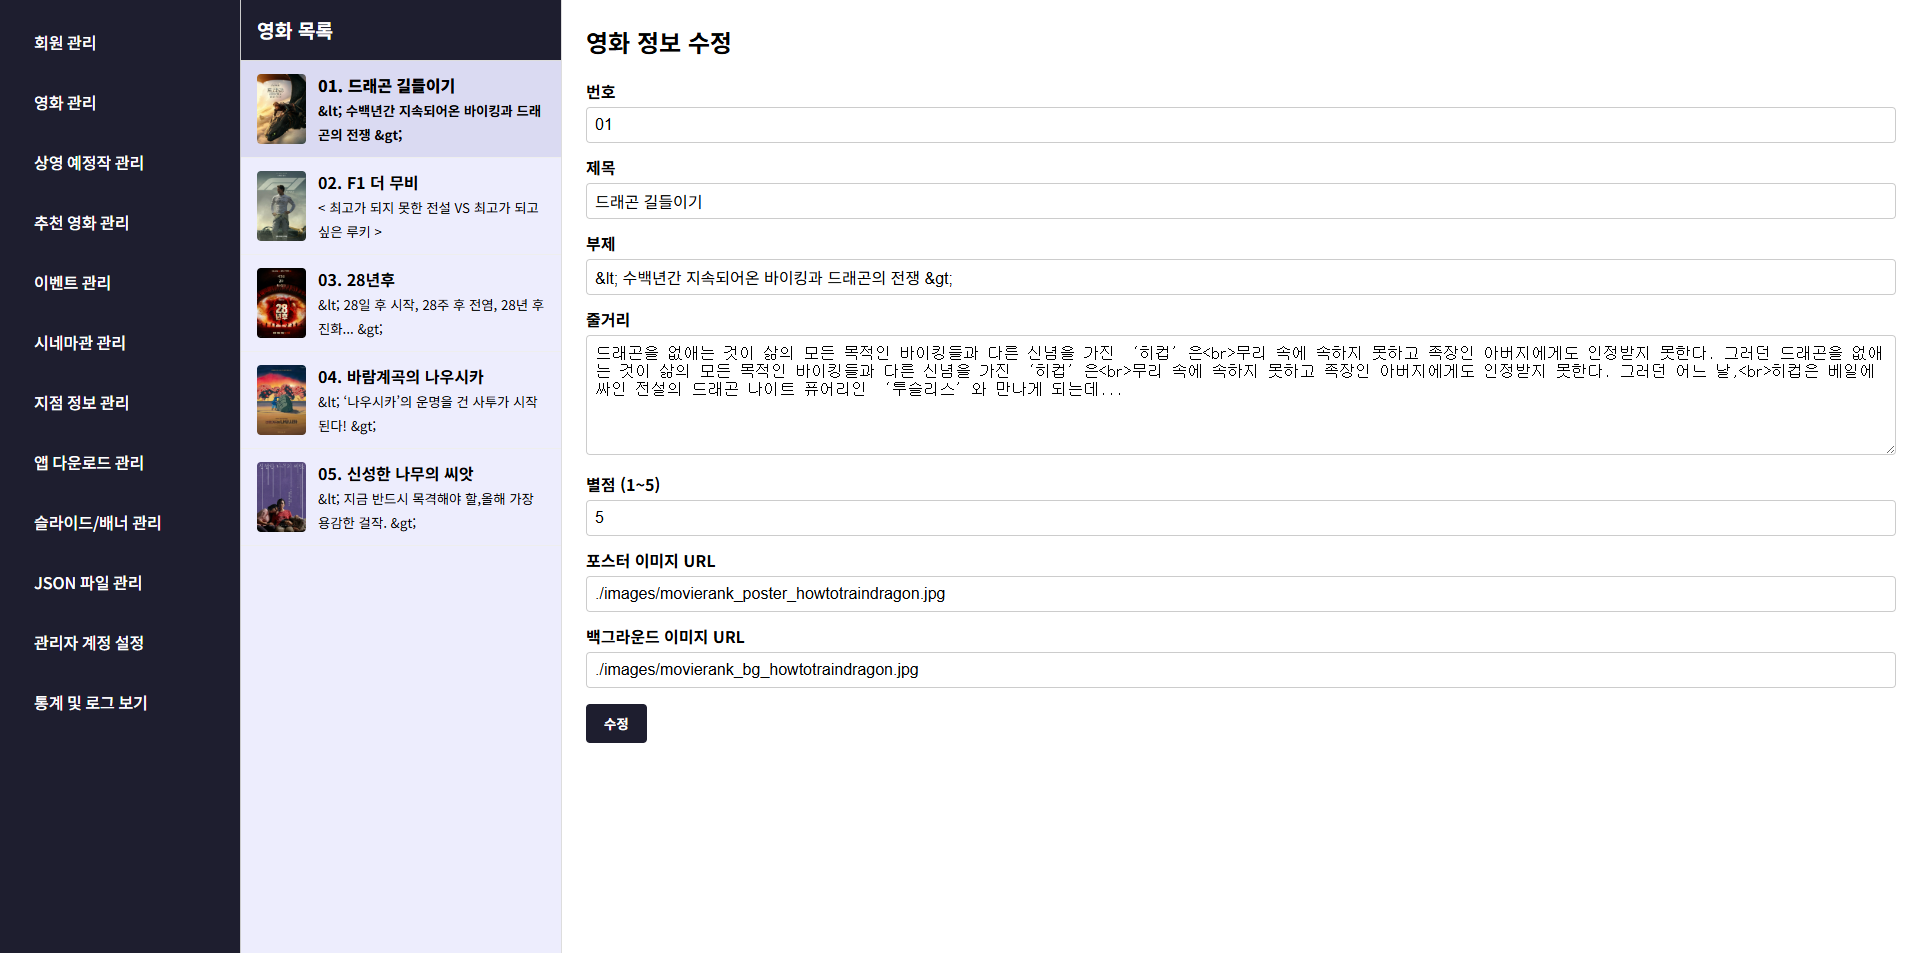 회원 관리
영화 관리
상영 예정작 관리
추천 영화 관리
이벤트 관리
시네마관 관리
지점 정보 관리
앱 다운로드 관리
슬라이드/배너 관리
JSON 파일 관리
관리자 계정 설정
통계 및 로그 보기
영화 목록
01. 드래곤 길들이기
&lt; 수백년간 지속되어온 바이킹과 드래
곤의 전쟁 &gt;
02. F1 더 무비
< 최고가 되지 못한 전설 VS 최고가 되고
싶은 루키 >
03. 28년후
&lt; 28일 후 시작, 28주 후 전염, 28년 후
진화... &gt;
28
년후
04. 바람계곡의 나우시카
&lt; ‘나우시카’의 운명을 건 사투가 시작
된다! &gt;
05. 신성한 나무의 씨앗
&lt; 지금 반드시 목격해야 할,올해 가장
용감한 걸작. &gt;
영화 정보 수정
번호
01
제목
드래곤 길들이기
부제
&lt; 수백년간 지속되어온 바이킹과 드래곤의 전쟁 &gt;
줄거리
드래곤을 없애는 것이 삶의 모든 목적인 바이킹들과 다른 신념을 가진 ‘히컵’은<br>무리 속에 속하지 못하고 족장인 아버지에게도 인정받지 못한다. 그러던 드래곤을 없애
는 것이 삶의 모든 목적인 바이킹들과 다른 신념을 가진 ‘히컵’은<br>무리 속에 속하지 못하고 족장인 아버지에게도 인정받지 못한다. 그러던 어느 날,<br>히컵은 베일에
싸인 전설의 드래곤 나이트 퓨어리인 ‘투슬리스’와 만나게 되는데...
별점 (1~5)
5
포스터 이미지 URL
./images/movierank_poster_howtotraindragon.jpg
백그라운드 이미지 URL
./images/movierank_bg_howtotraindragon.jpg
수정